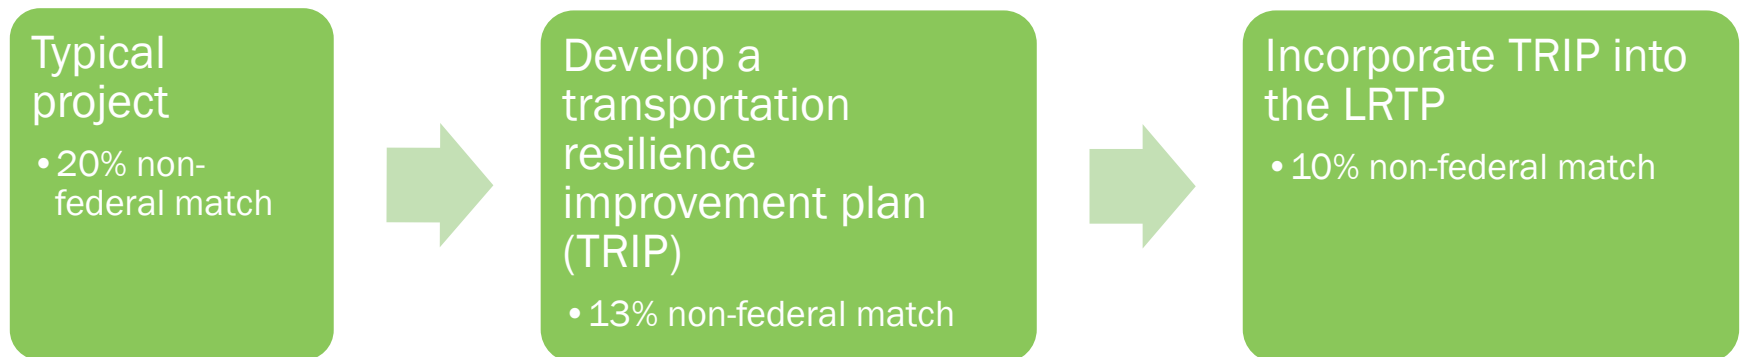 Typical
project
•20% non-
federal match
Develop a
transportation
resilience
improvement plan
(TRIP)
•13% non-federal match
Incorporate TRIP into
the LRTP
•10% non-federal match